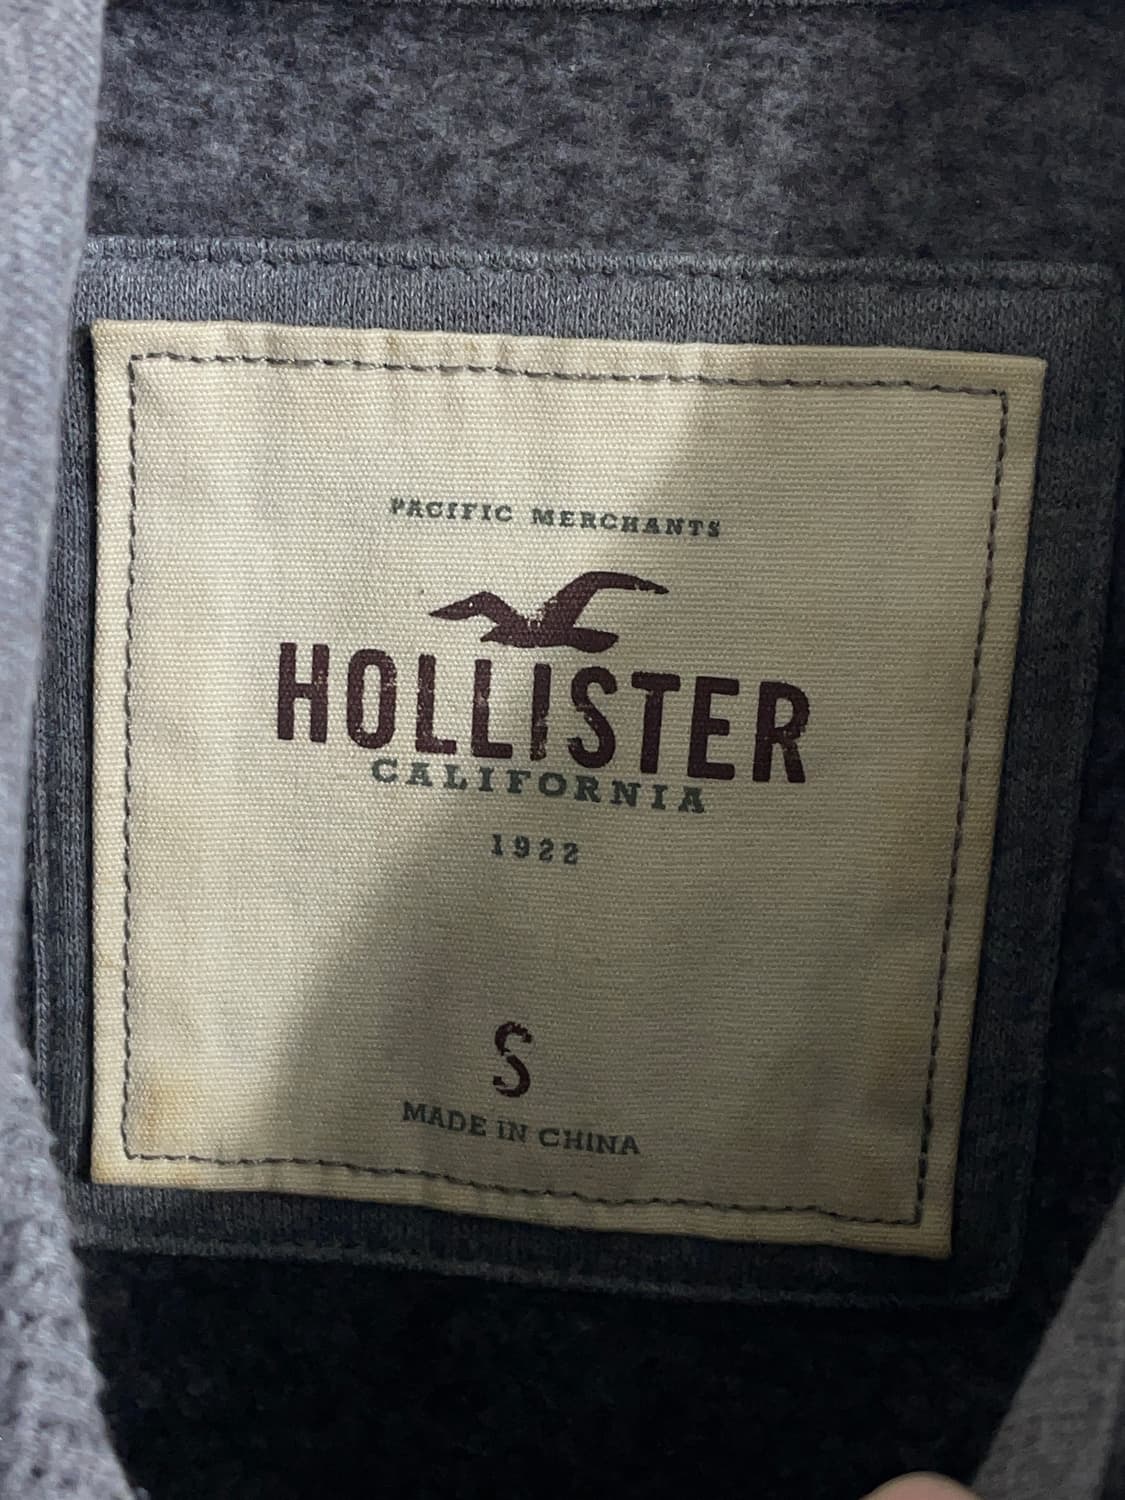 PACIFIC MERCHANTS
HOLLISTER
CALIFORNIA
1922
S
MADE IN CHINA